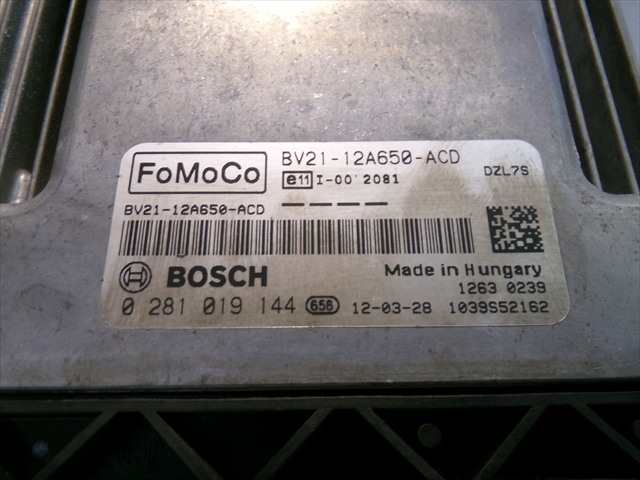 FoMoCo
BV21-12A650-ACD
DZL7S
e11 I-00'2081
BV21-12A650-ACD
BOSCH
Made in Hungary
1263 0239
0 281 019 144 656 12-03-28 1039S52162